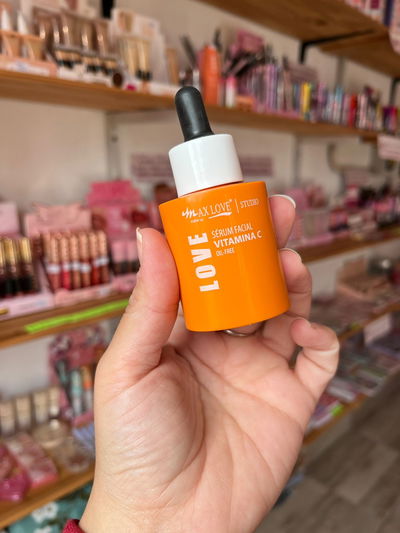 MAX LOVE® | STUDIO
LOVE
SÉRUM FACIAL
VITAMINA C
OIL-FREE